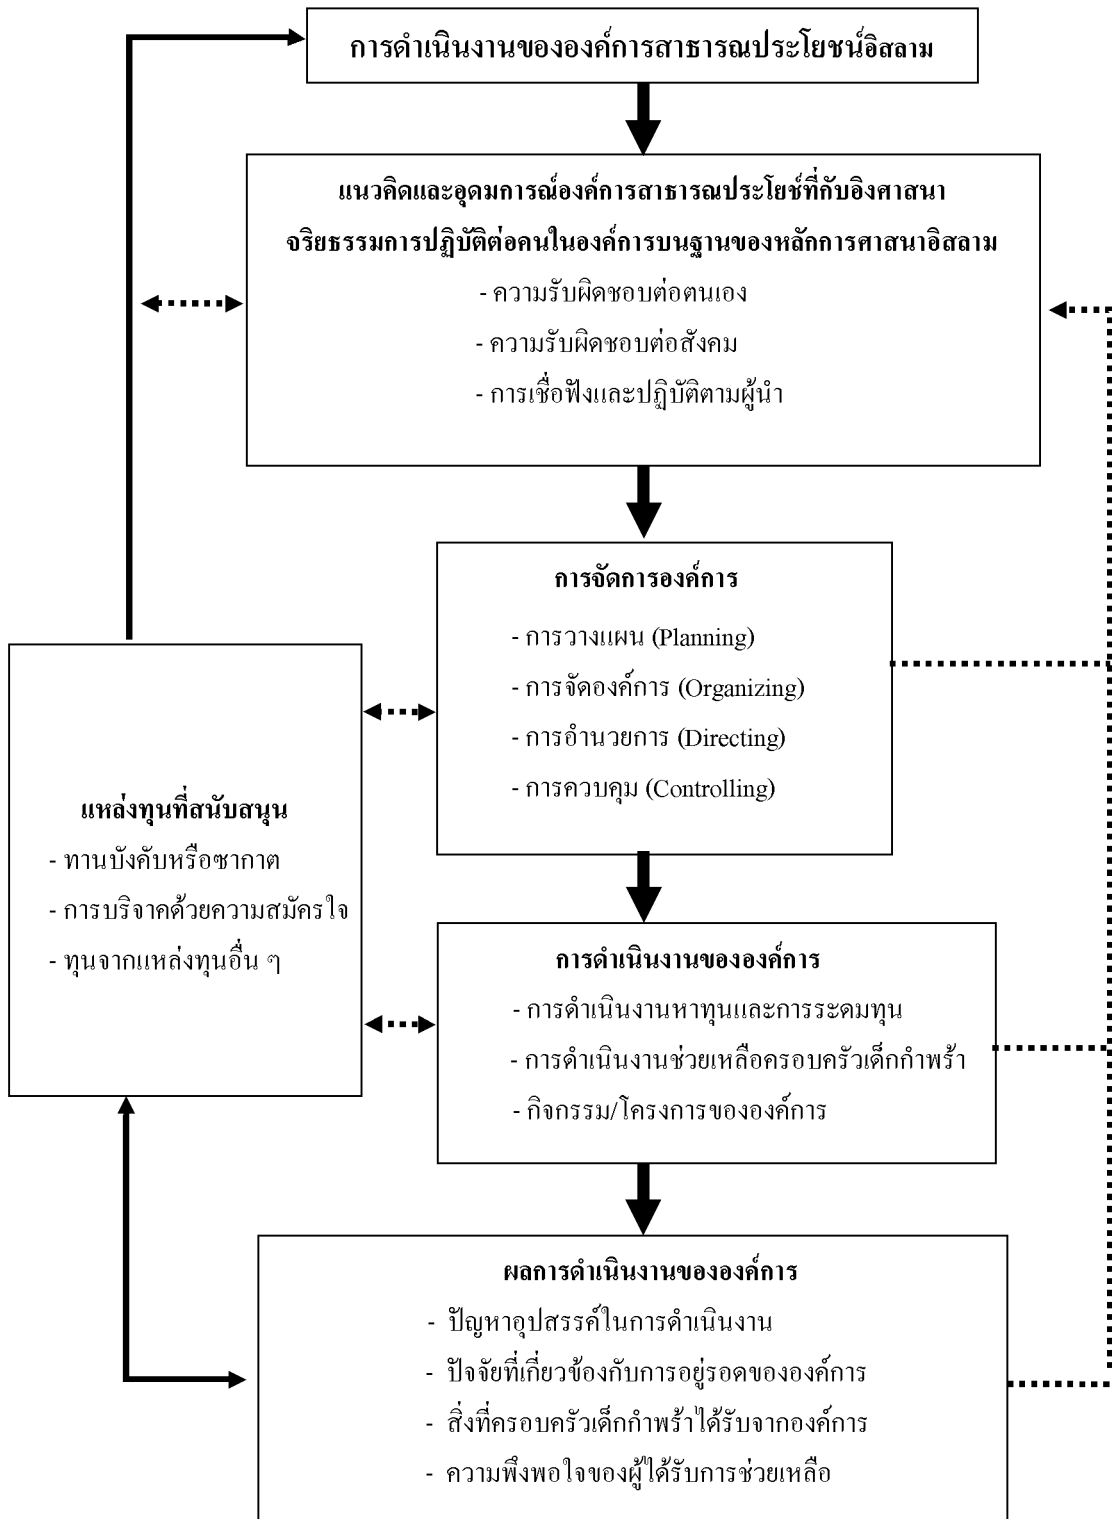 การดำเนินงานขององค์การสาธารณประโยชน์อิสลาม
แนวคิดและอุดมการณ์องค์การสาธารณประโยช์ที่กับอิงศาสนา
จริยธรรมการปฏิบัติต่อคนในองค์การบนฐานของหลักการศาสนาอิสลาม
- ความรับผิดชอบต่อตนเอง
- ความรับผิดชอบต่อสังคม
- การเชื่อฟังและปฏิบัติตามผู้นำ
การจัดการองค์การ
- การวางแผน (Planning)
- การจัดองค์การ (Organizing)
- การอำนวยการ (Directing)
- การควบคุม (Controlling)
แหล่งทุนที่สนับสนุน
- ทานบังคับหรือซากาต
- การบริจาคด้วยความสมัครใจ
- ทุนจากแหล่งทุนอื่น ๆ
การดำเนินงานขององค์การ
- การดำเนินงานหาทุนและการระดมทุน
- การดำเนินงานช่วยเหลือครอบครัวเด็กกำพร้า
- กิจกรรม/โครงการขององค์การ
ผลการดำเนินงานขององค์การ
- ปัญหาอุปสรรค์ในการดำเนินงาน
- ปัจจัยที่เกี่ยวข้องกับการอยู่รอดขององค์การ
- สิ่งที่ครอบครัวเด็กกำพร้าได้รับจากองค์การ
- ความพึงพอใจของผู้ได้รับการช่วยเหลือ